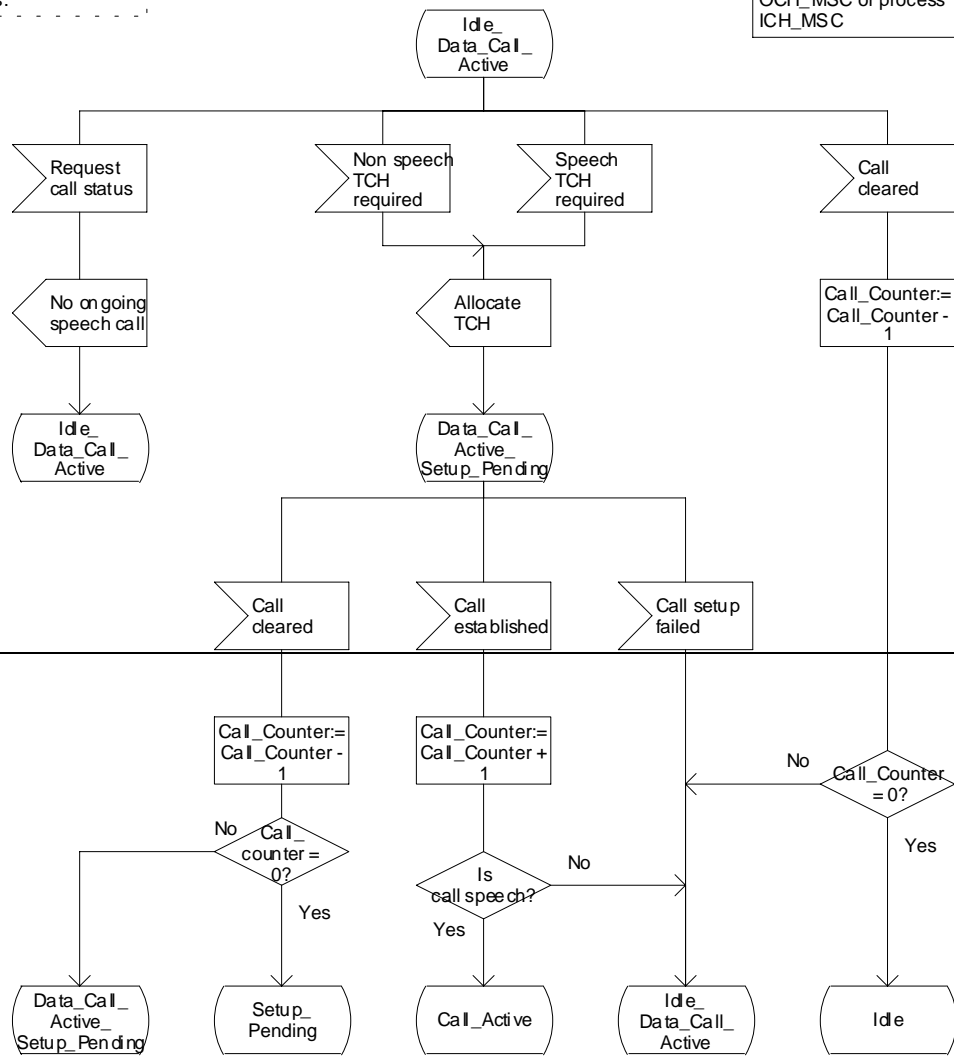 s.
OCH_MSC or process
ICH_MSC
Idle_
Data_Call_
Active
Request
call status
Non speech
TCH
required
Speech
TCH
required
Call
cleared
No ongoing
speech call
Allocate
TCH
Call_Counter:=
Call_Counter -
1
Idle_
Data_Call_
Active
Data_Call_
Active_
Setup_Pending
Call
cleared
Call
established
Call setup
failed
Call_Counter:=
Call_Counter -
1
Call_Counter:=
Call_Counter +
1
No
Call_Counter
= 0?
Yes
No
Call_
counter =
0?
Yes
Is
call speech?
No
Yes
Data_Call_
Active_
Setup_Pending
Setup_
Pending
Call_Active
Idle_
Data_Call_
Active
Idle